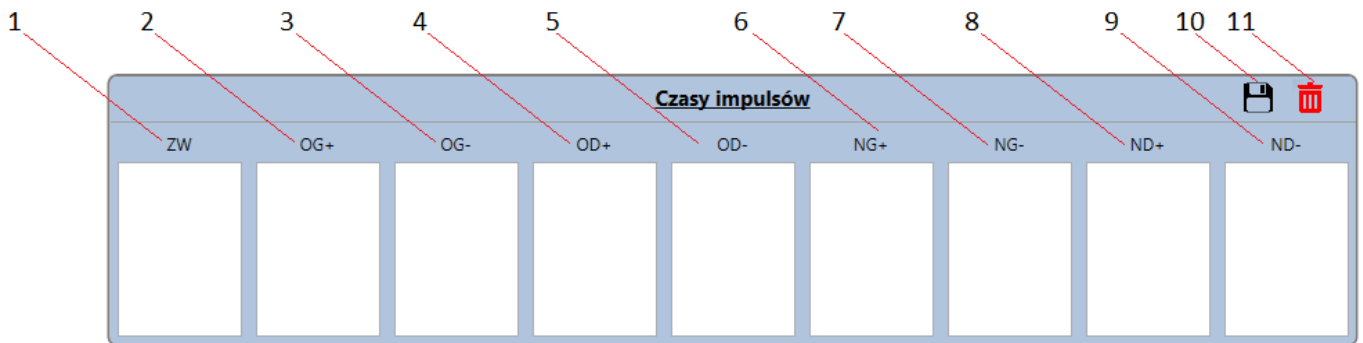 1 2 3 4 5 6 7 8 9 10 11
Czasy impulsów
ZW OG+ OG- OD+ OD- NG+ NG- ND+ ND-